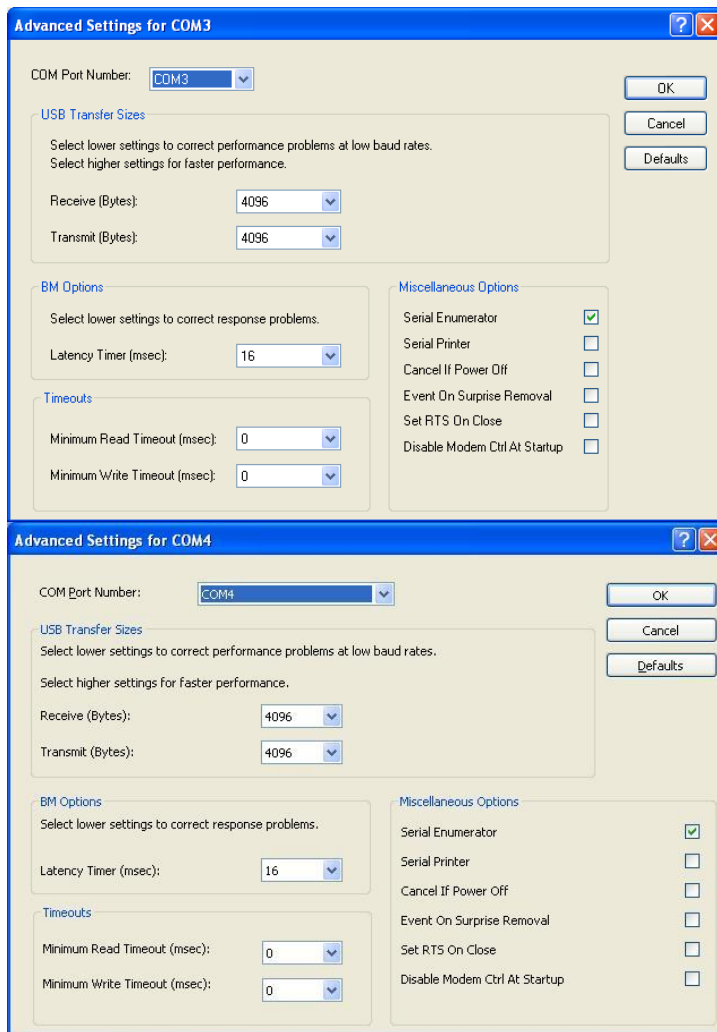 Advanced Settings for COM3
COM Port Number: COM3
OK
USB Transfer Sizes
Cancel
Select lower settings to correct performance problems at low baud rates.
Select higher settings for faster performance.
Defaults
Receive (Bytes): 4096
Transmit (Bytes): 4096
BM Options
Select lower settings to correct response problems.
Latency Timer (msec): 16
Timeouts
Minimum Read Timeout (msec): 0
Minimum Write Timeout (msec): 0
Miscellaneous Options
Serial Enumerator
Serial Printer
Cancel If Power Off
Event On Surprise Removal
Set RTS On Close
Disable Modem Ctrl At Startup
Advanced Settings for COM4
COM Port Number: COM4
OK
USB Transfer Sizes
Cancel
Select lower settings to correct performance problems at low baud rates.
Defaults
Select higher settings for faster performance.
Receive (Bytes): 4096
Transmit (Bytes): 4096
BM Options
Select lower settings to correct response problems.
Latency Timer (msec): 16
Timeouts
Minimum Read Timeout (msec): 0
Minimum Write Timeout (msec): 0
Miscellaneous Options
Serial Enumerator
Serial Printer
Cancel If Power Off
Event On Surprise Removal
Set RTS On Close
Disable Modem Ctrl At Startup